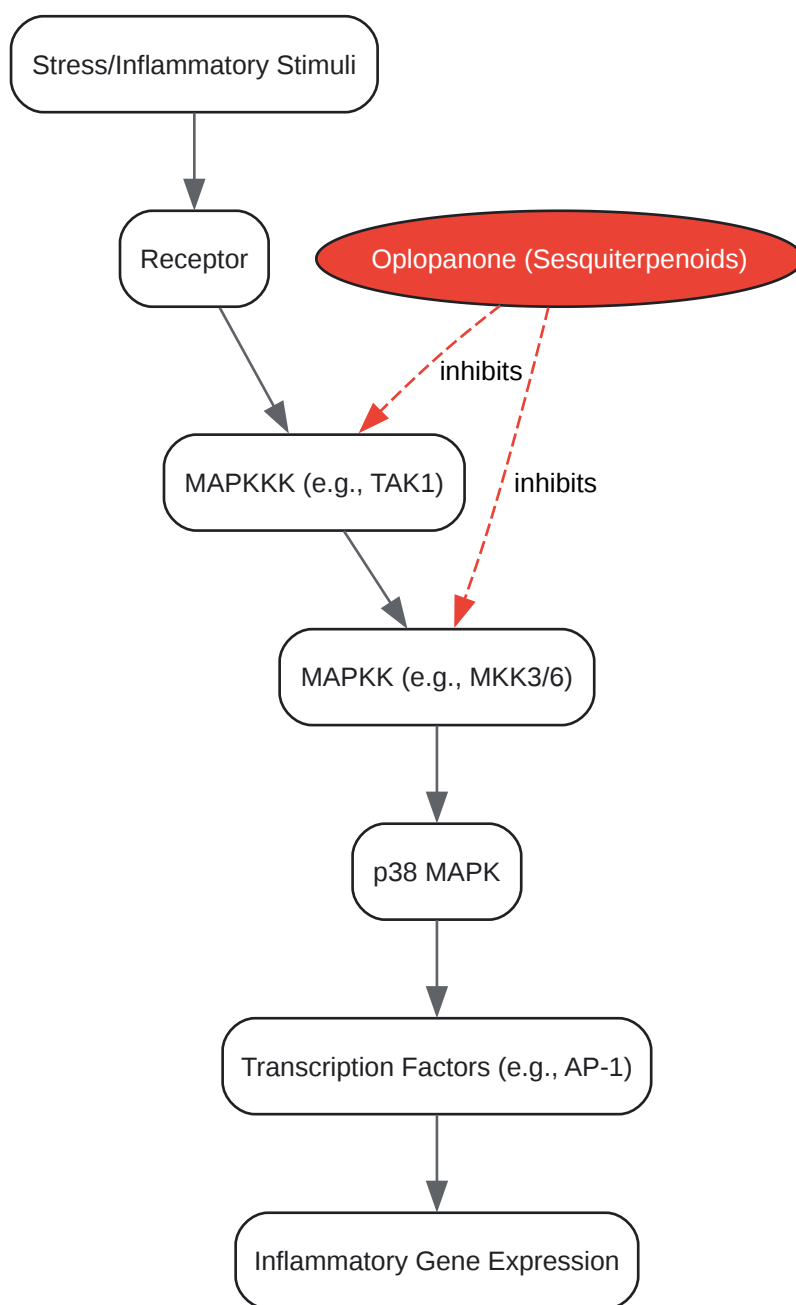 Stress/Inflammatory Stimuli
Receptor
Oplopanone (Sesquiterpenoids)
inhibits
MAPKKK (e.g., TAK1)
inhibits
MAPKK (e.g., MKK3/6)
p38 MAPK
Transcription Factors (e.g., AP-1)
Inflammatory Gene Expression